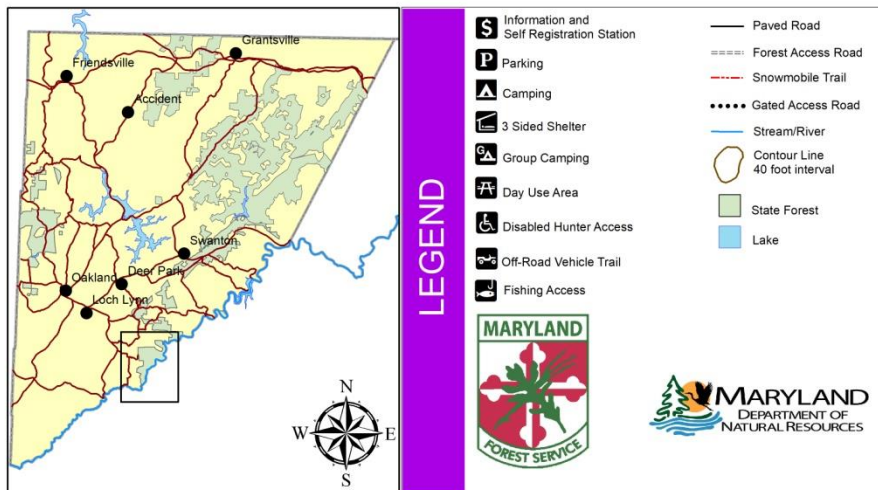 Grantsville
Friendsville
Accident
Swanton
Deer Park
Oakland
Loch Lynn
N
W E
S
LEGEND
$ Information and
Self Registration Station
P Parking
Camping
3 Sided Shelter
G Group Camping
Day Use Area
Disabled Hunter Access
Off-Road Vehicle Trail
Fishing Access
Paved Road
Forest Access Road
Snowmobile Trail
Gated Access Road
Stream/River
Contour Line
40 foot interval
State Forest
Lake
MARYLAND
FOREST SERVICE
MARYLAND
DEPARTMENT OF
NATURAL RESOURCES